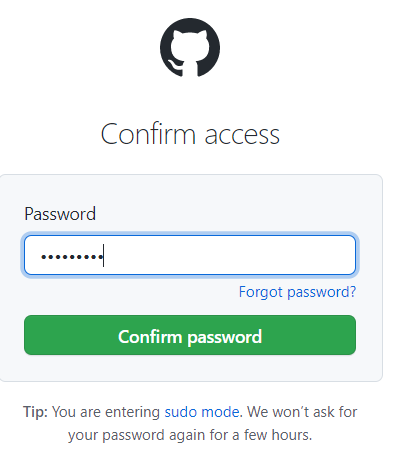 Confirm access
Password
•••••••••
Forgot password?
Confirm password
Tip: You are entering sudo mode. We won’t ask for
your password again for a few hours.